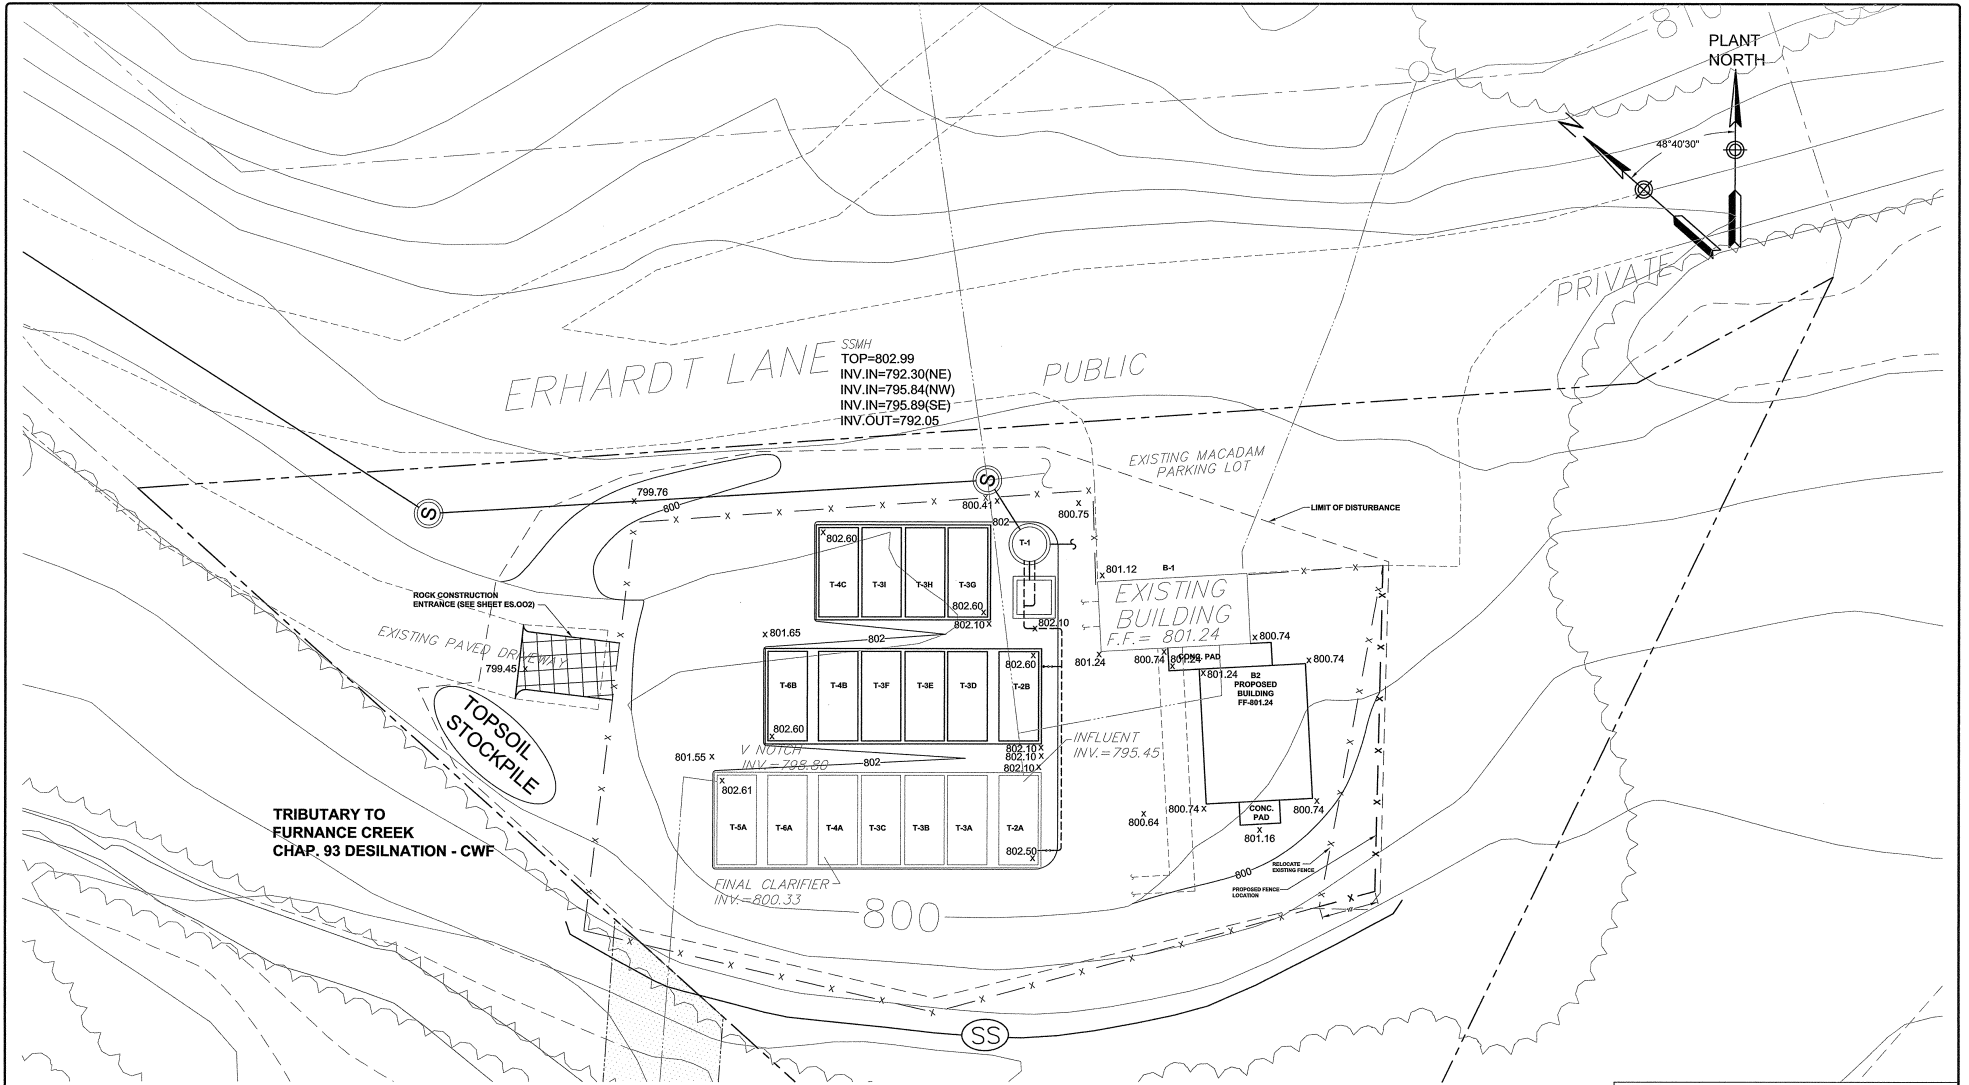 810
PLANT
NORTH
N
48°40'30"
PRIVATE
ERHARDT LANE
PUBLIC
SSMH
TOP=802.99
INV.IN=792.30(NE)
INV.IN=795.84(NW)
INV.IN=795.89(SE)
INV.OUT=792.05
EXISTING MACADAM
PARKING LOT
LIMIT OF DISTURBANCE
S
S
799.76
800
800.41
800.75
802
T-1
802.60
T-4C
T-3I
T-3H
T-3G
802.60
802.10
802.10
801.12
B-1
EXISTING
BUILDING
F.F.= 801.24
ROCK CONSTRUCTION
ENTRANCE (SEE SHEET ES.OO2)
EXISTING PAVED DRIVEWAY
799.45
801.65
802
801.24
800.74
801.24
CONC. PAD
800.74
800.74
802.60
T-6B
T-4B
T-3F
T-3E
T-3D
T-2B
802.60
801.24
B2
PROPOSED
BUILDING
FF-801.24
TOPSOIL
STOCKPILE
801.55
V NOTCH
INV.=798.80
802
802.10
802.10
802.10
INFLUENT
INV.=795.45
802.61
T-5A
T-6A
T-4A
T-3C
T-3B
T-3A
T-2A
802.50
800.64
800.74
CONC.
PAD
800.74
801.16
TRIBUTARY TO
FURNANCE CREEK
CHAP. 93 DESILNATION - CWF
FINAL CLARIFIER
INV.=800.33
800
800
RELOCATE
EXISTING FENCE
PROPOSED FENCE
LOCATION
SS